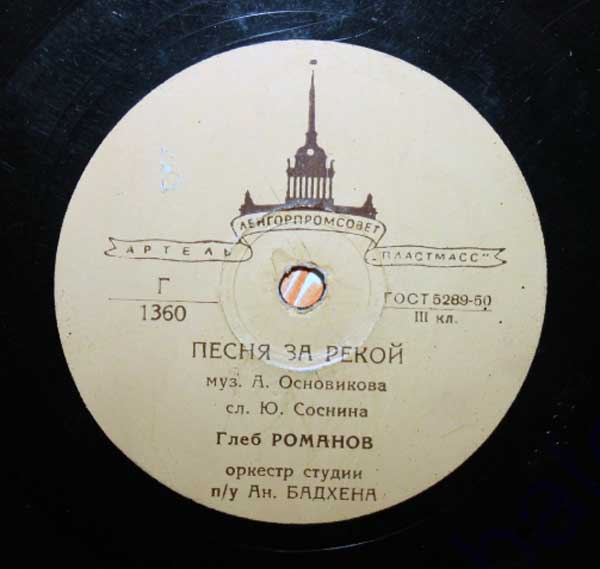 ЛЕНГОРПРОМСОВЕТ
АРТЕЛЬ „ПЛАСТМАСС"
Г
1360
ГОСТ 5289-50
III кл.
ПЕСНЯ ЗА РЕКОЙ
муз. А. Основикова
сл. Ю. Соснина
Глеб РОМАНОВ
оркестр студии
п/у Ан. БАДХЕНА